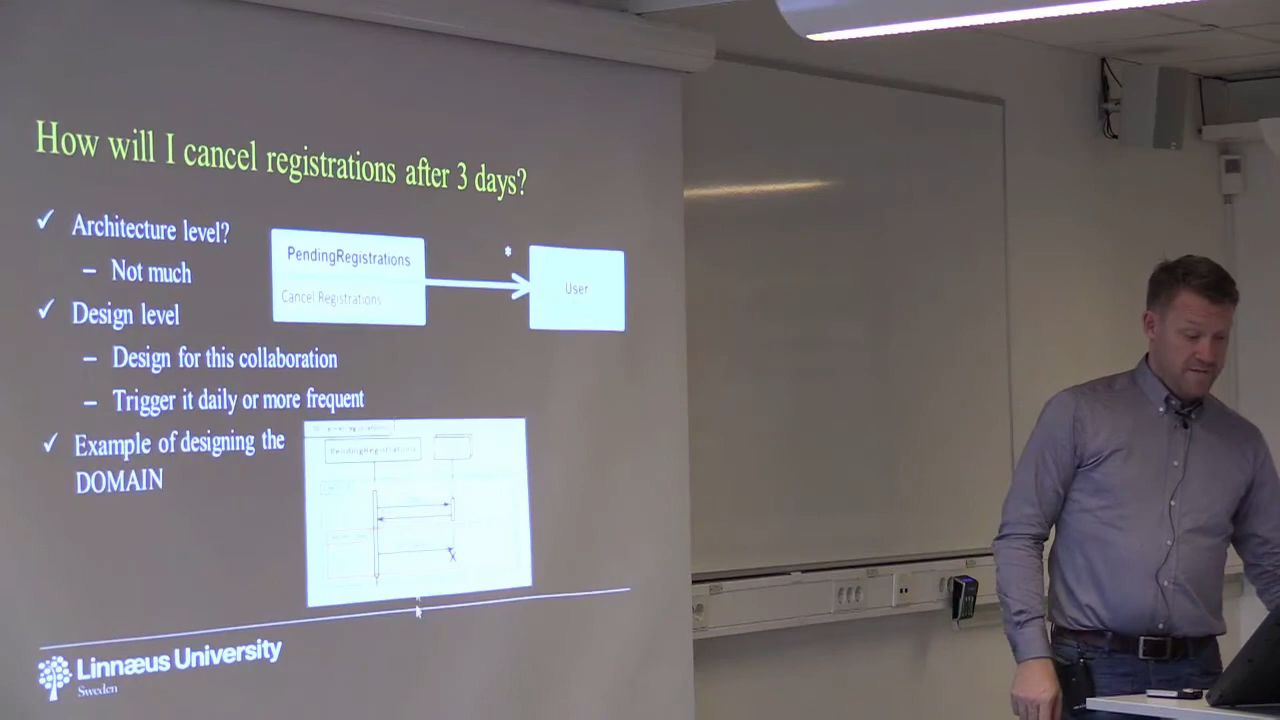 How will I cancel registrations after 3 days?
✓ Architecture level?
– Not much
✓ Design level
– Design for this collaboration
– Trigger it daily or more frequent
✓ Example of designing the
DOMAIN
PendingRegistrations
Cancel Registrations
*
User
PendingRegistrations
Linnæus University
Sweden